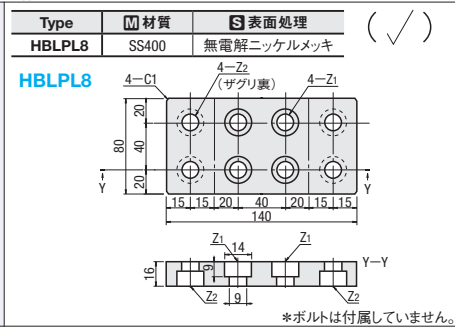 Type M材質 S表面処理
HBLPL8 SS400 無電解ニッケルメッキ
( )
HBLPL8
4−C1 4−Z2 4−Z1
(ザグリ裏)
20
80 40
20
Y Y
15 15 20 40 20 15 15
140
Z1 14 Z1 Y−Y
16 9
Z2 9 Z2
*ボルトは付属していません。